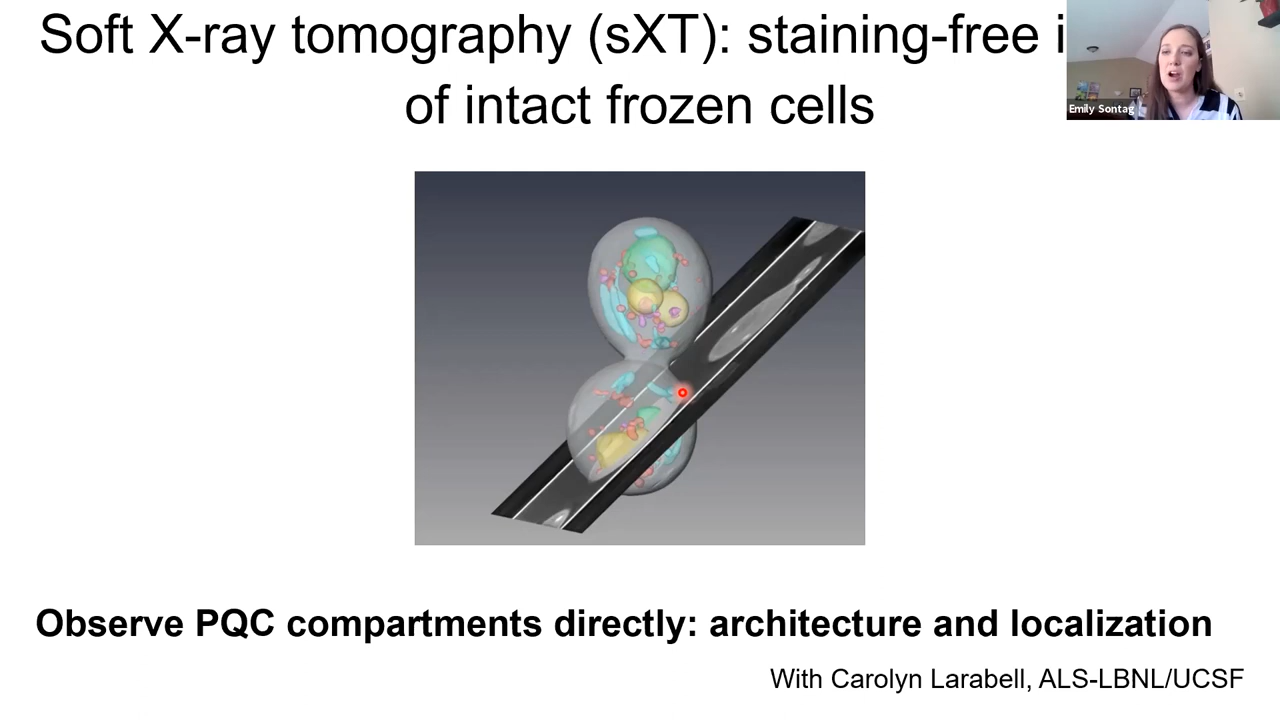 Soft X-ray tomography (sXT): staining-free
of intact frozen cells
Emily Sontag
Observe PQC compartments directly: architecture and localization
With Carolyn Larabell, ALS-LBNL/UCSF